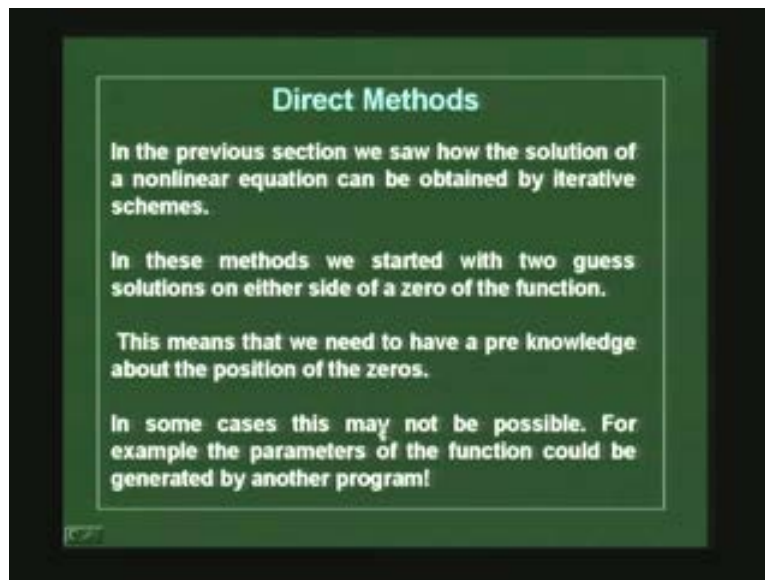 Direct Methods
In the previous section we saw how the solution of
a nonlinear equation can be obtained by iterative
schemes.
In these methods we started with two guess
solutions on either side of a zero of the function.
This means that we need to have a pre knowledge
about the position of the zeros.
In some cases this may not be possible. For
example the parameters of the function could be
generated by another program!